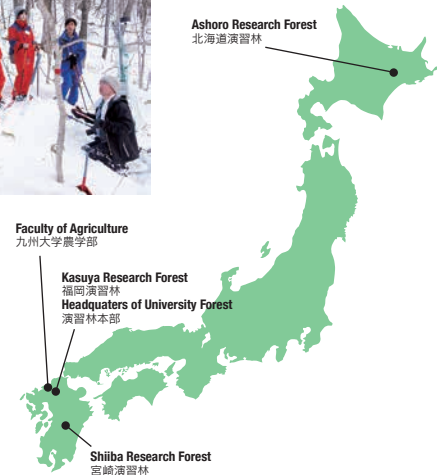 Ashoro Research Forest
北海道演習林
Faculty of Agriculture
九州大学農学部
Kasuya Research Forest
福岡演習林
Headquaters of University Forest
演習林本部
Shiiba Research Forest
宮崎演習林